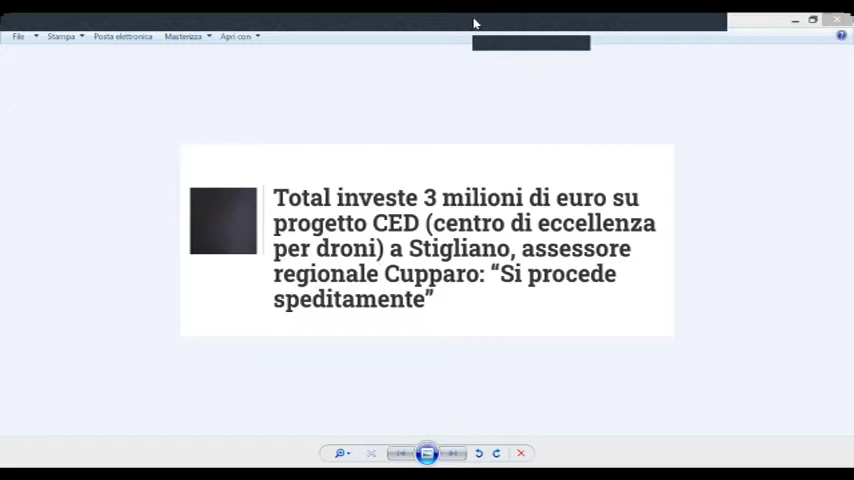 File Stampa Posta elettronica Masterizza Apri con
Total investe 3 milioni di euro su
progetto CED (centro di eccellenza
per droni) a Stigliano, assessore
regionale Cupparo: “Si procede
speditamente”